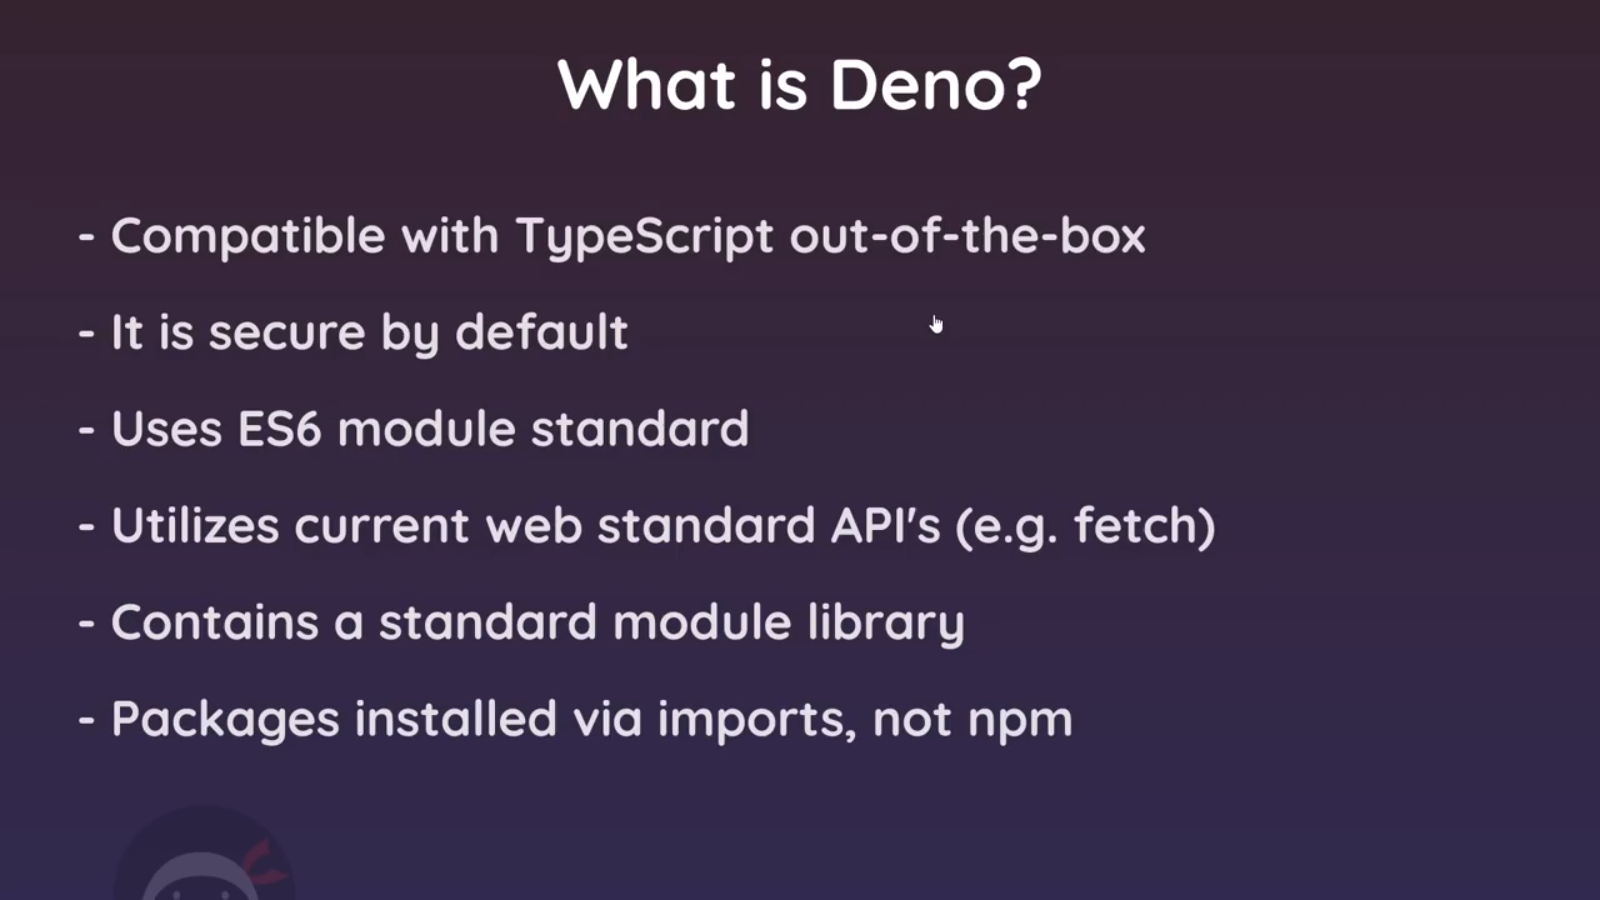 What is Deno?
- Compatible with TypeScript out-of-the-box
- It is secure by default
- Uses ES6 module standard
- Utilizes current web standard API's (e.g. fetch)
- Contains a standard module library
- Packages installed via imports, not npm